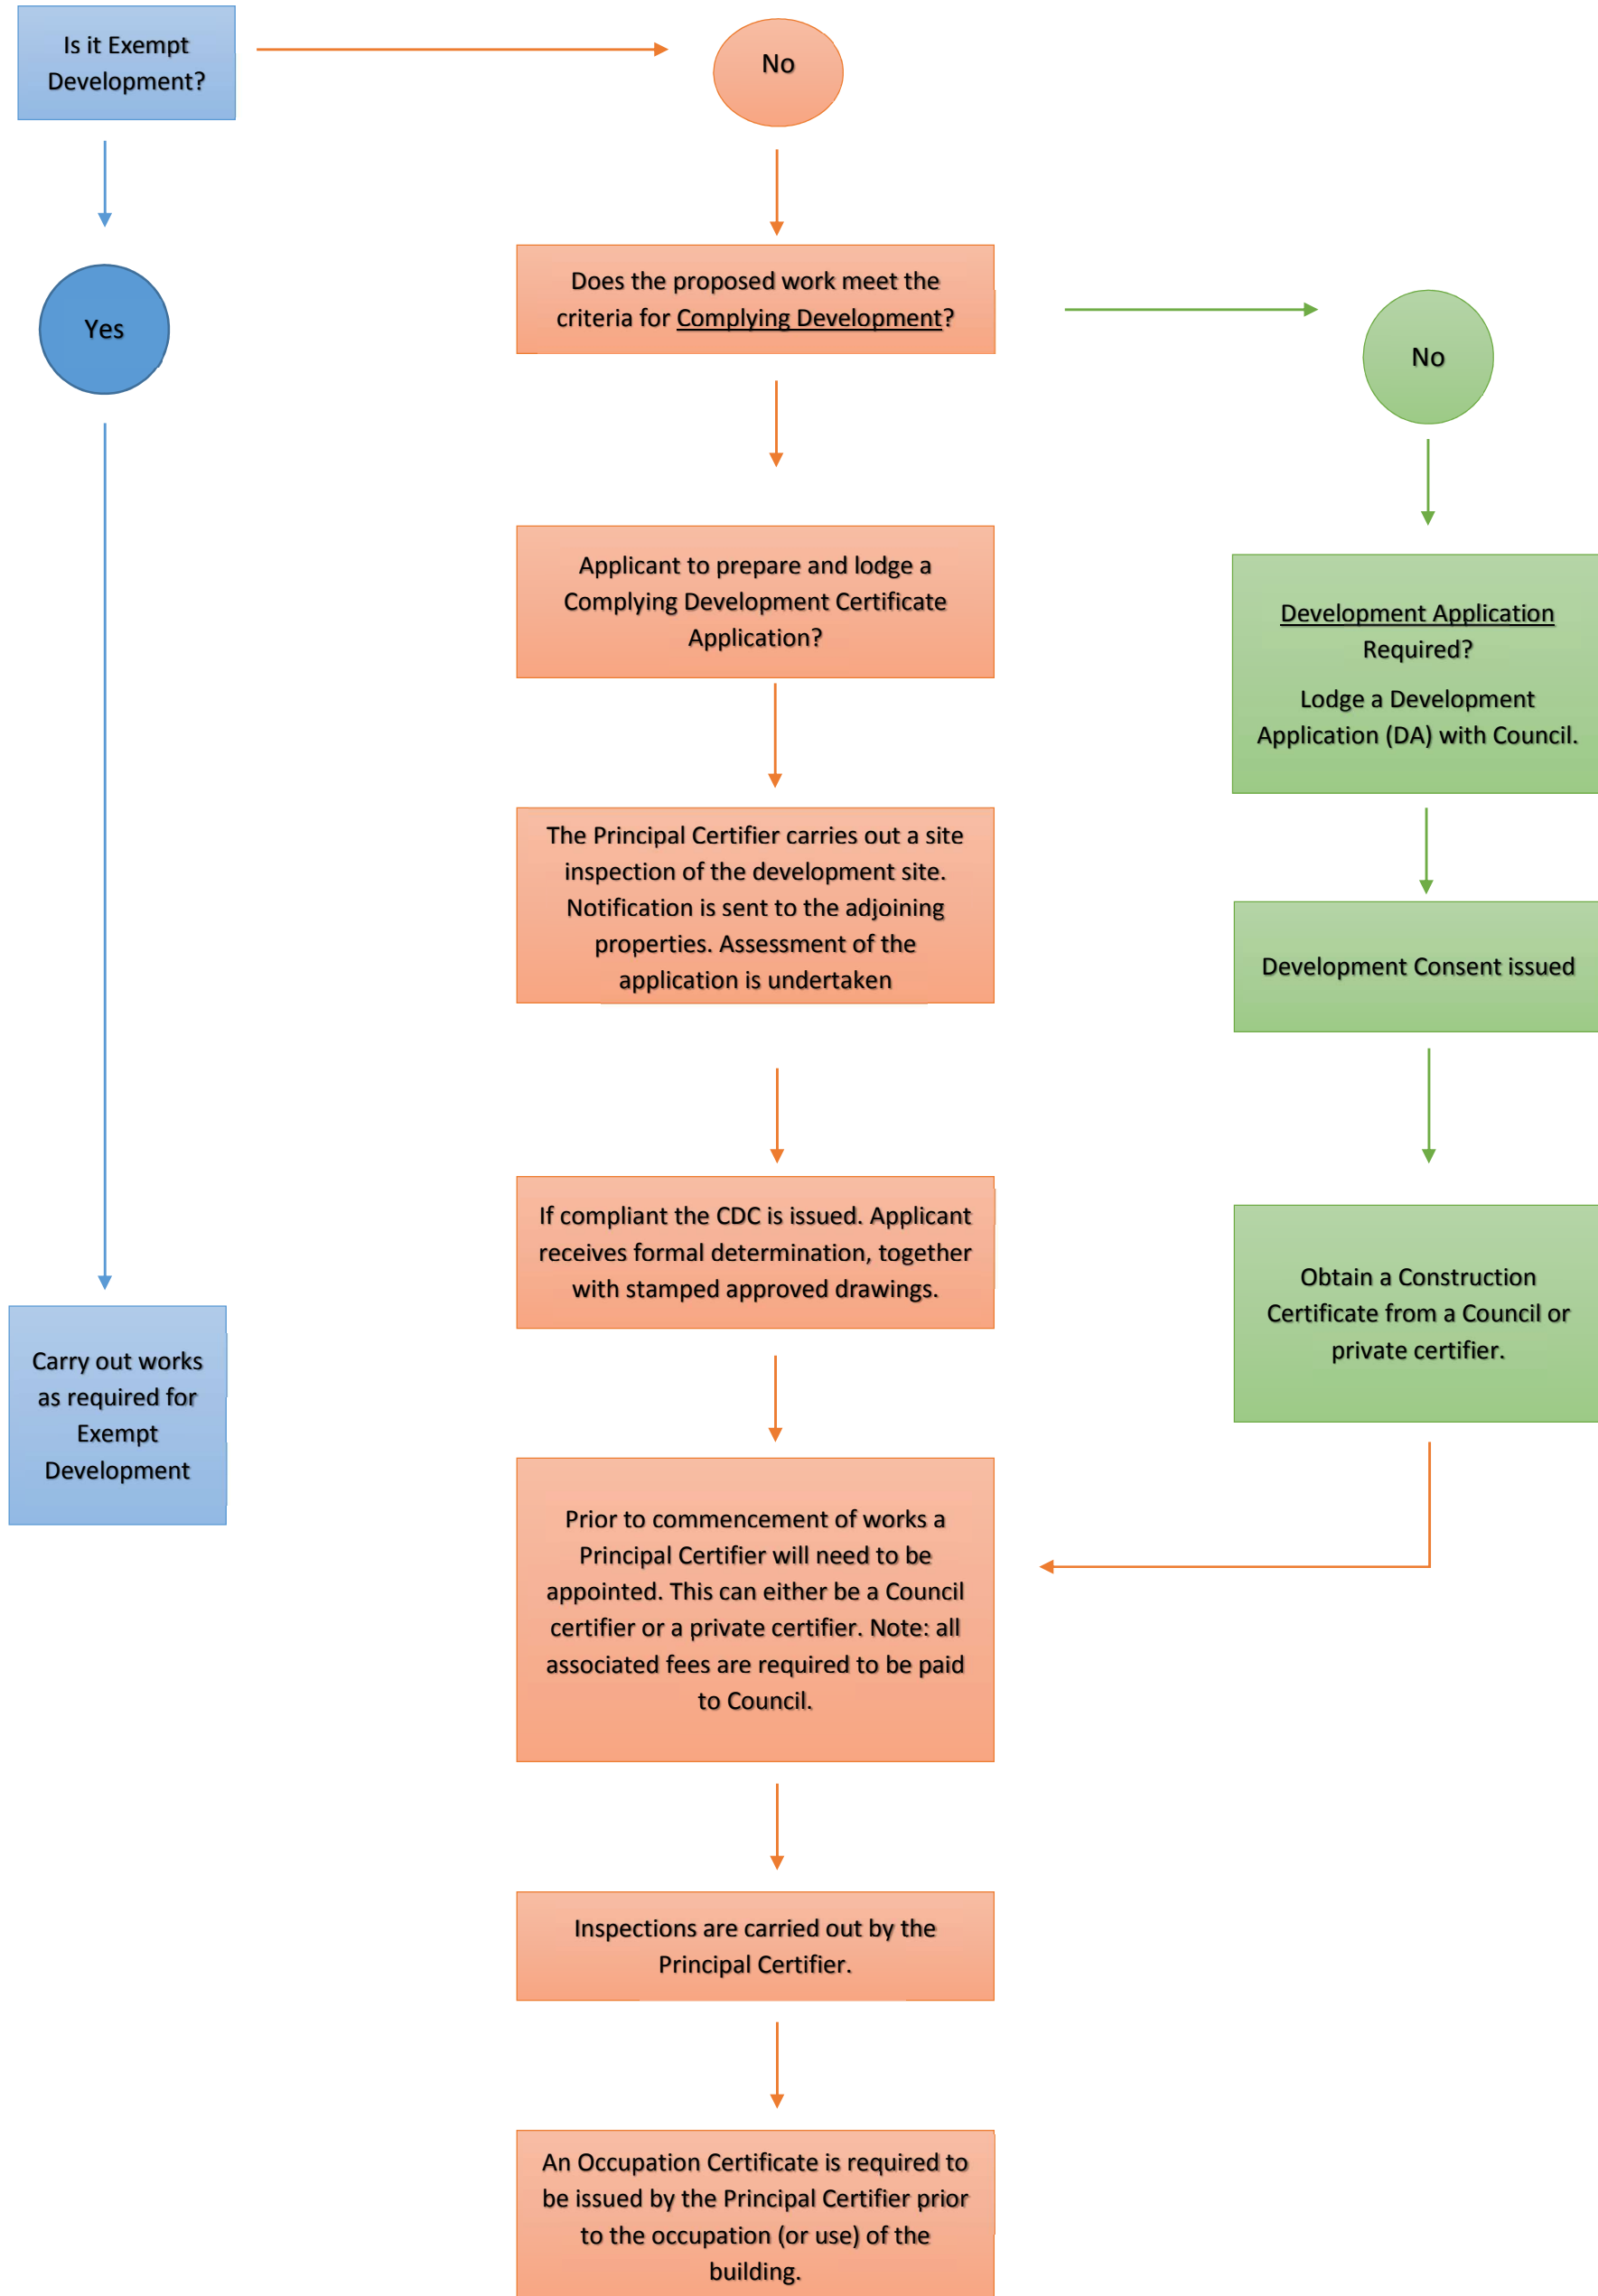 Is it Exempt
Development?
No
Yes
Does the proposed work meet the
criteria for Complying Development?
No
Applicant to prepare and lodge a
Complying Development Certificate
Application?
Development Application
Required?
Lodge a Development
Application (DA) with Council.
The Principal Certifier carries out a site
inspection of the development site.
Notification is sent to the adjoining
properties. Assessment of the
application is undertaken
Development Consent issued
If compliant the CDC is issued. Applicant
receives formal determination, together
with stamped approved drawings.
Obtain a Construction
Certificate from a Council or
private certifier.
Carry out works
as required for
Exempt
Development
Prior to commencement of works a
Principal Certifier will need to be
appointed. This can either be a Council
certifier or a private certifier. Note: all
associated fees are required to be paid
to Council.
Inspections are carried out by the
Principal Certifier.
An Occupation Certificate is required to
be issued by the Principal Certifier prior
to the occupation (or use) of the
building.